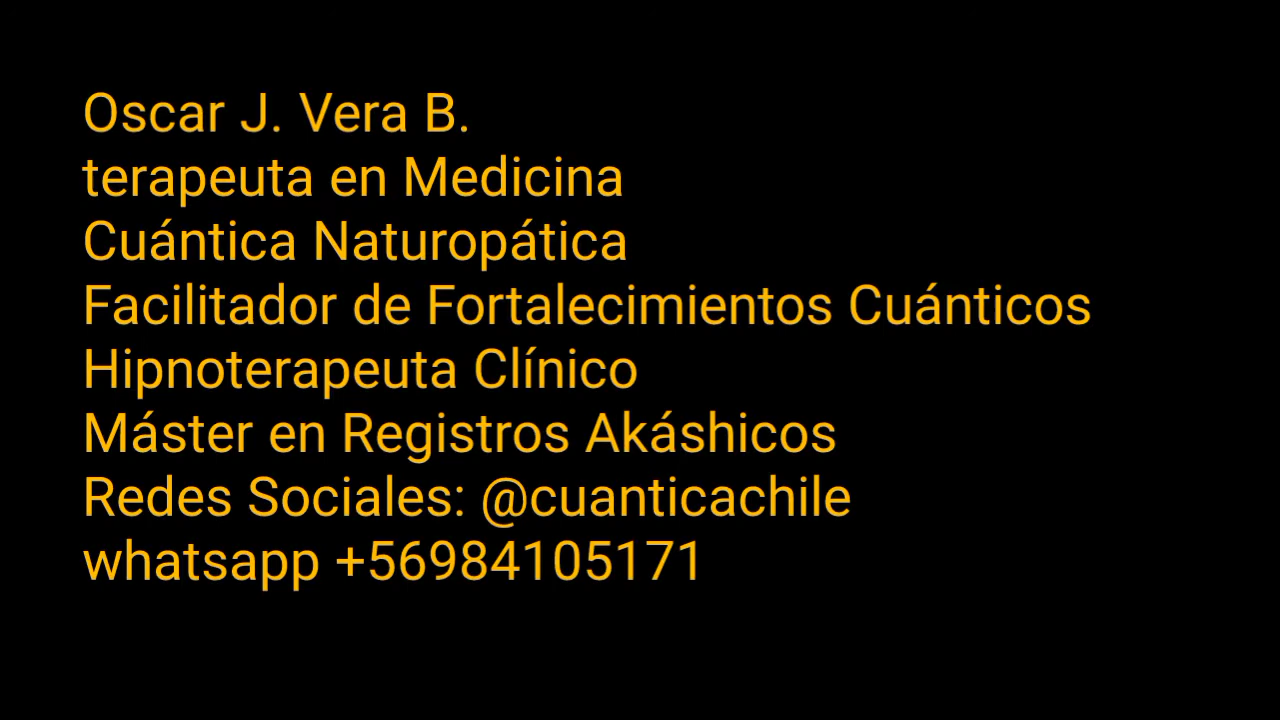 Oscar J. Vera B.
terapeuta en Medicina
Cuántica Naturopática
Facilitador de Fortalecimientos Cuánticos
Hipnoterapeuta Clínico
Máster en Registros Akáshicos
Redes Sociales: @cuanticachile
whatsapp +56984105171